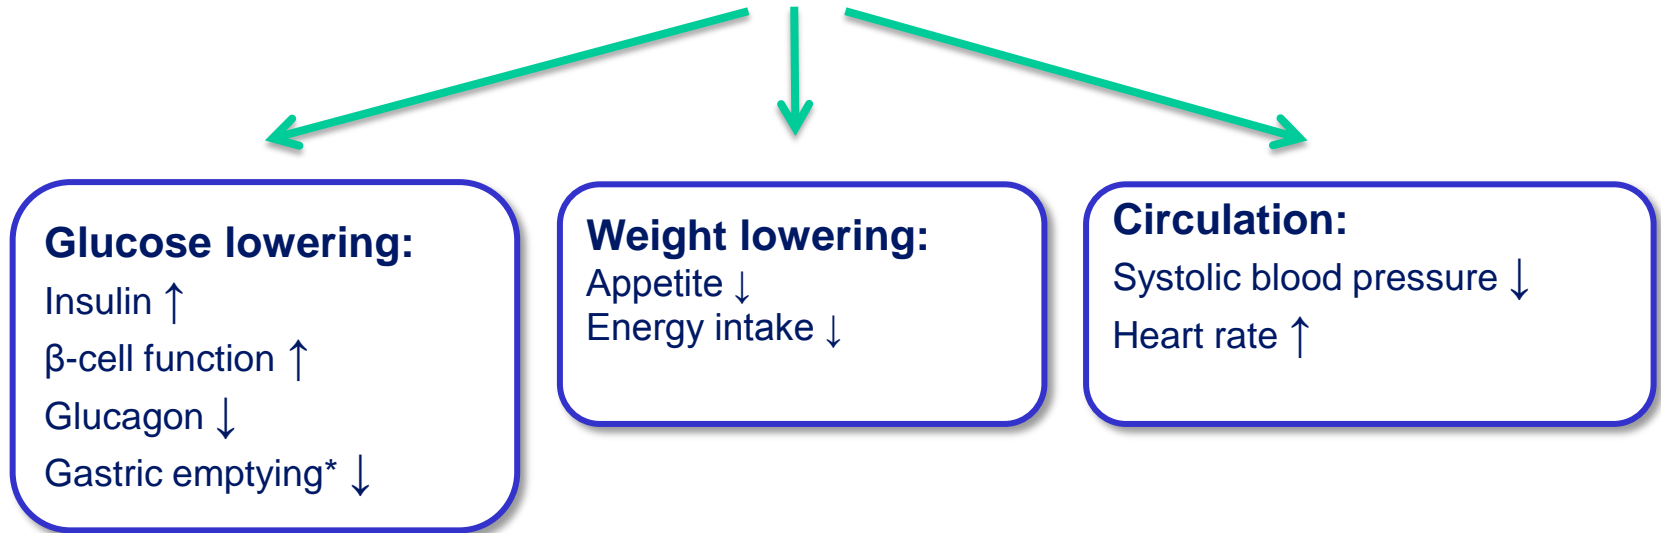 Glucose lowering:
Insulin ↑
β-cell function ↑
Glucagon ↓
Gastric emptying* ↓
Weight lowering:
Appetite ↓
Energy intake ↓
Circulation:
Systolic blood pressure ↓
Heart rate ↑